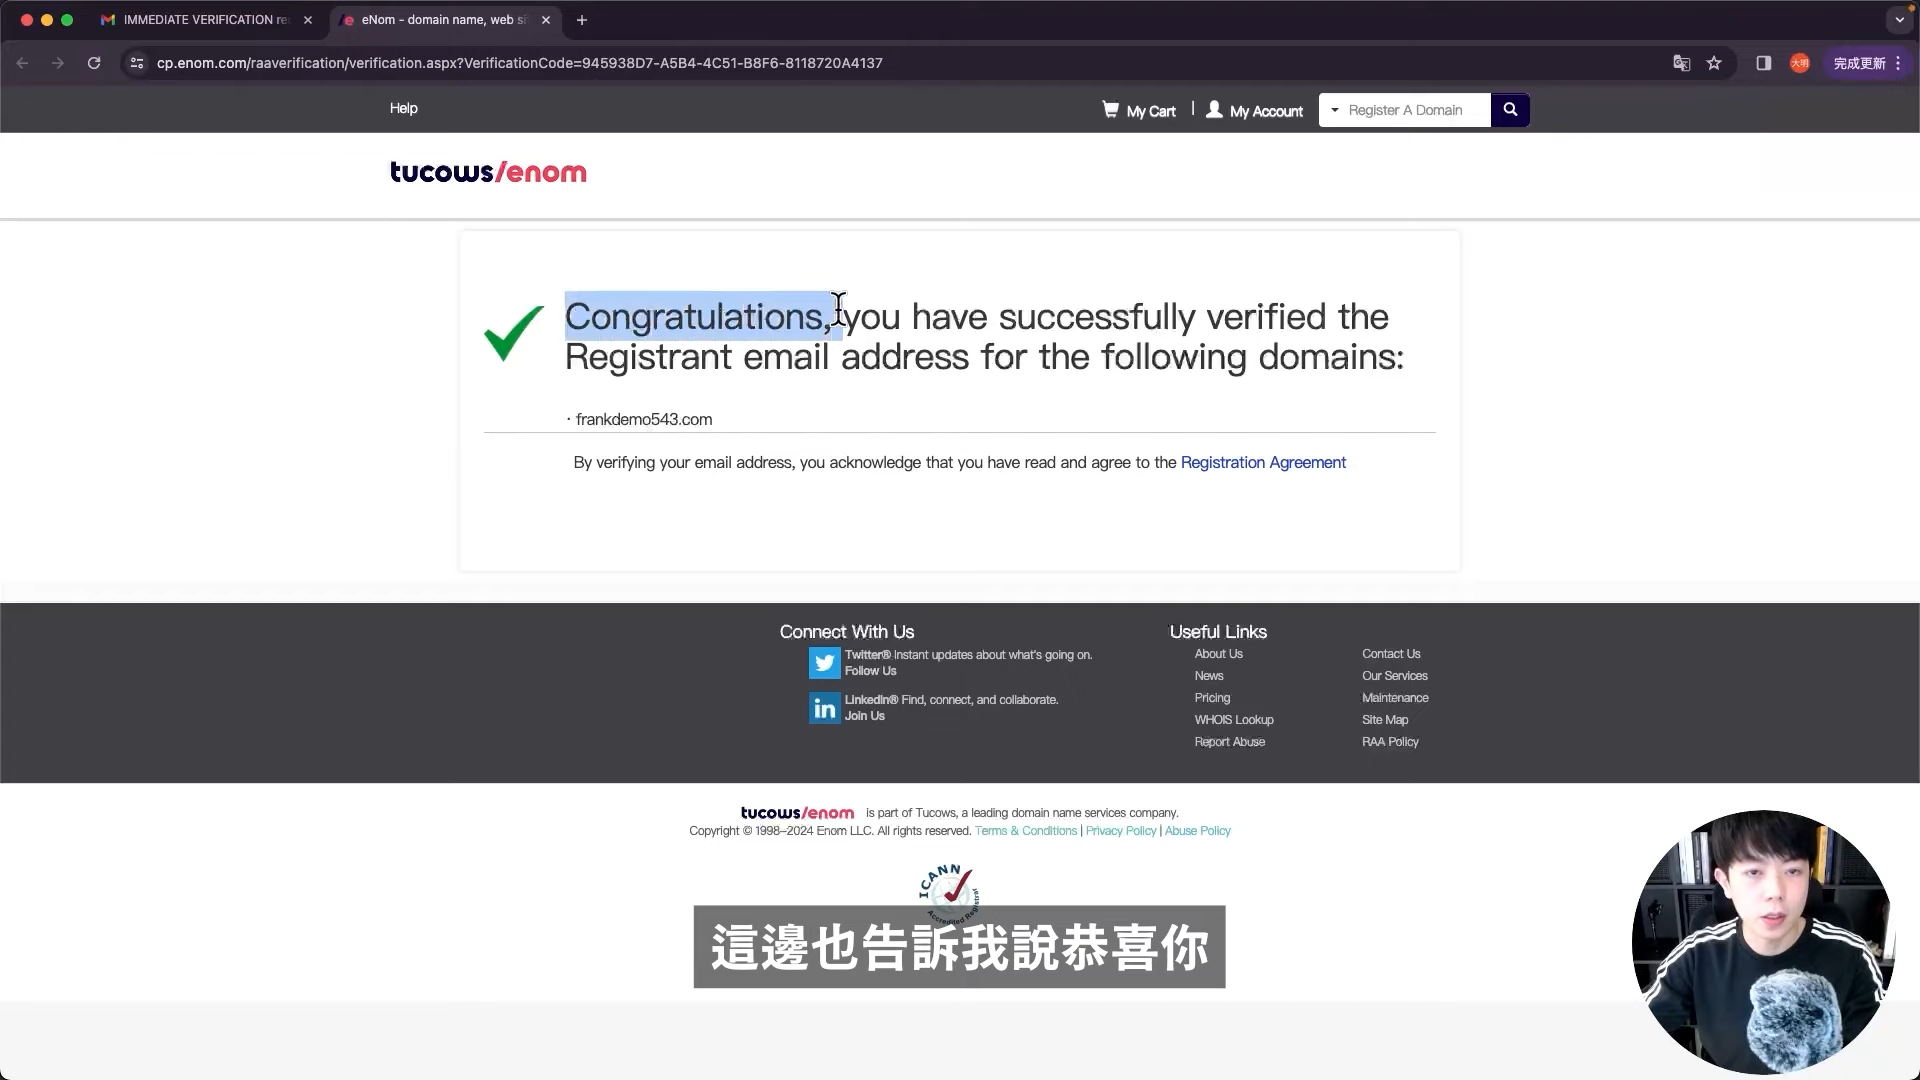 IMMEDIATE VERIFICATION re
eNom - domain name, web si
cp.enom.com/raaverification/verification.aspx?VerificationCode=945938D7-A5B4-4C51-B8F6-8118720A4137
大明
完成更新
Help
My Cart | My Account
Register A Domain
tucows/enom
Congratulations, you have successfully verified the
Registrant email address for the following domains:
· frankdemo543.com
By verifying your email address, you acknowledge that you have read and agree to the Registration Agreement
Connect With Us
Twitter® Instant updates about what's going on.
Follow Us
LinkedIn® Find, connect, and collaborate.
Join Us
Useful Links
About Us
News
Pricing
WHOIS Lookup
Report Abuse
Contact Us
Our Services
Maintenance
Site Map
RAA Policy
tucows/enom is part of Tucows, a leading domain name services company.
Copyright © 1998–2024 Enom LLC. All rights reserved. Terms & Conditions | Privacy Policy | Abuse Policy
ICANN
Accredited Registrar
這邊也告訴我說恭喜你